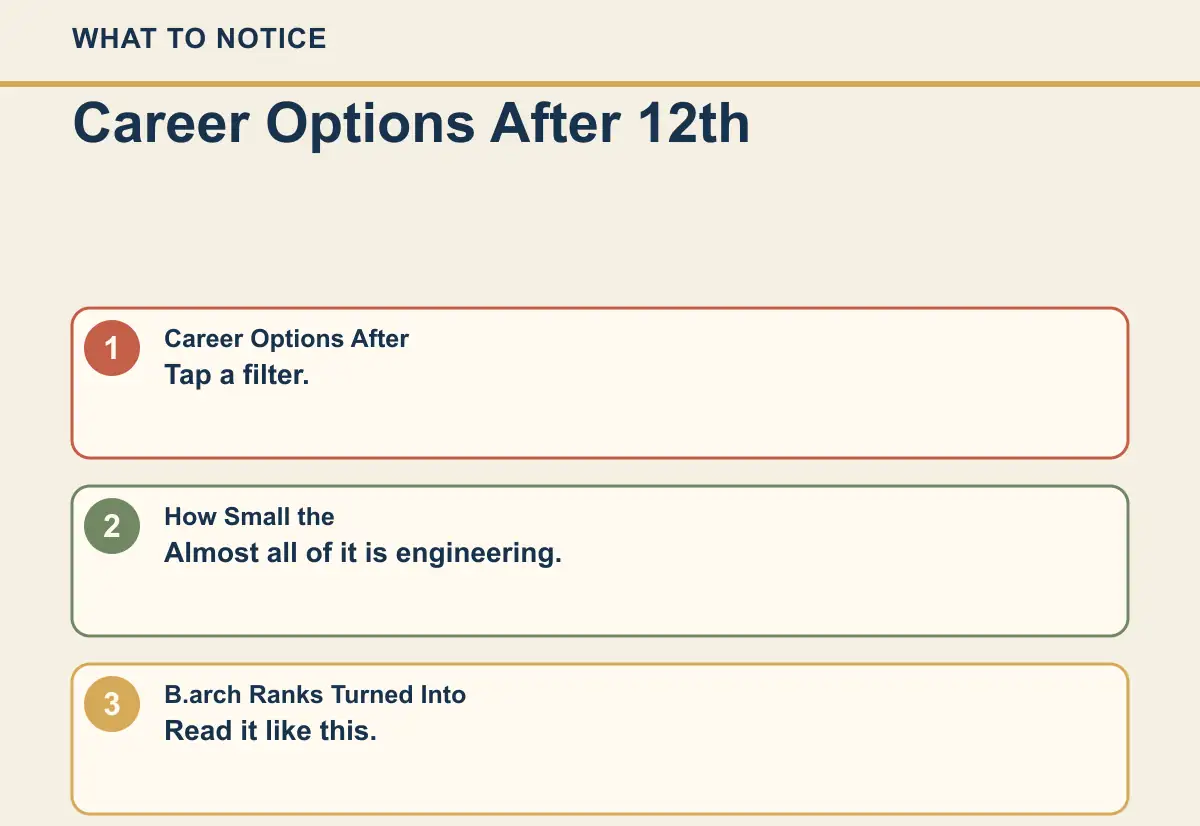 WHAT TO NOTICE
Career Options After 12th
1
Career Options After
Tap a filter.
2
How Small the
Almost all of it is engineering.
3
B.arch Ranks Turned Into
Read it like this.